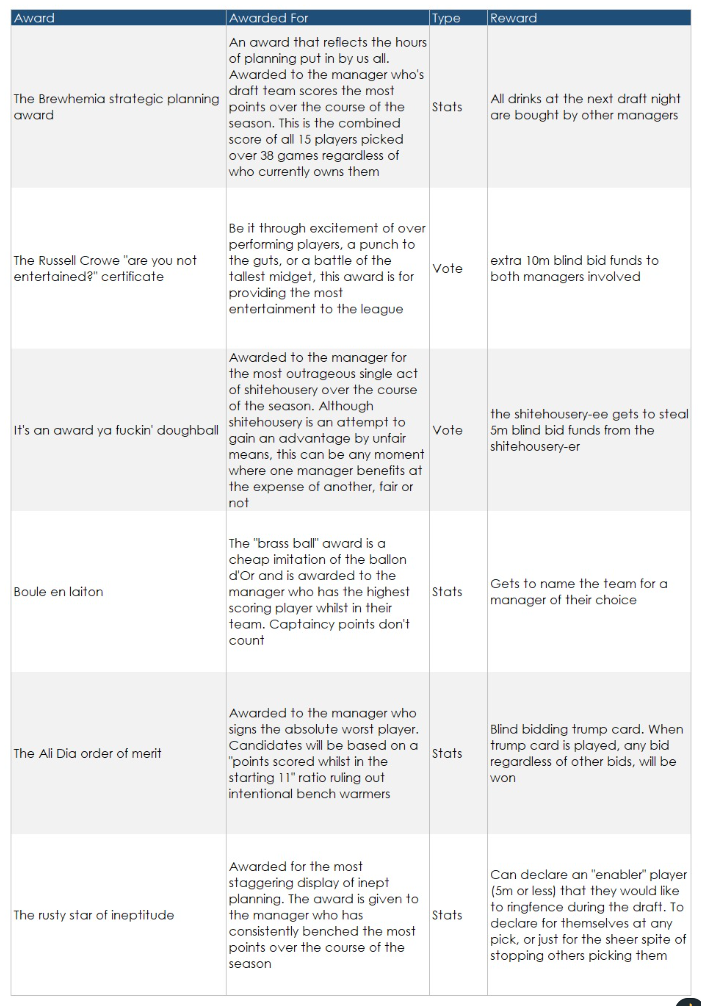 Award Awarded For Type Reward
The Brewhemia strategic planning
award
An award that reflects the hours
of planning put in by us all.
Awarded to the manager who's
draft team scores the most
points over the course of the
season. This is the combined
score of all 15 players picked
over 38 games regardless of
who currently owns them
Stats
All drinks at the next draft night
are bought by other managers
The Russell Crowe "are you not
entertained?" certificate
Be it through excitement of over
performing players, a punch to
the guts, or a battle of the
tallest midget, this award is for
providing the most
entertainment to the league
Vote
extra 10m blind bid funds to
both managers involved
It's an award ya fuckin' doughball
Awarded to the manager for
the most outrageous single act
of shitehousery over the course
of the season. Although
shitehousery is an attempt to
gain an advantage by unfair
means, this can be any moment
where one manager benefits at
the expense of another, fair or
not
Vote
the shitehousery-ee gets to steal
5m blind bid funds from the
shitehousery-er
Boule en laiton
The "brass ball" award is a
cheap imitation of the ballon
d'Or and is awarded to the
manager who has the highest
scoring player whilst in their
team. Captaincy points don't
count
Stats
Gets to name the team for a
manager of their choice
The Ali Dia order of merit
Awarded to the manager who
signs the absolute worst player.
Candidates will be based on a
"points scored whilst in the
starting 11" ratio ruling out
intentional bench warmers
Stats
Blind bidding trump card. When
trump card is played, any bid
regardless of other bids, will be
won
The rusty star of ineptitude
Awarded for the most
staggering display of inept
planning. The award is given to
the manager who has
consistently benched the most
points over the course of the
season
Stats
Can declare an "enabler" player
(5m or less) that they would like
to ringfence during the draft. To
declare for themselves at any
pick, or just for the sheer spite of
stopping others picking them